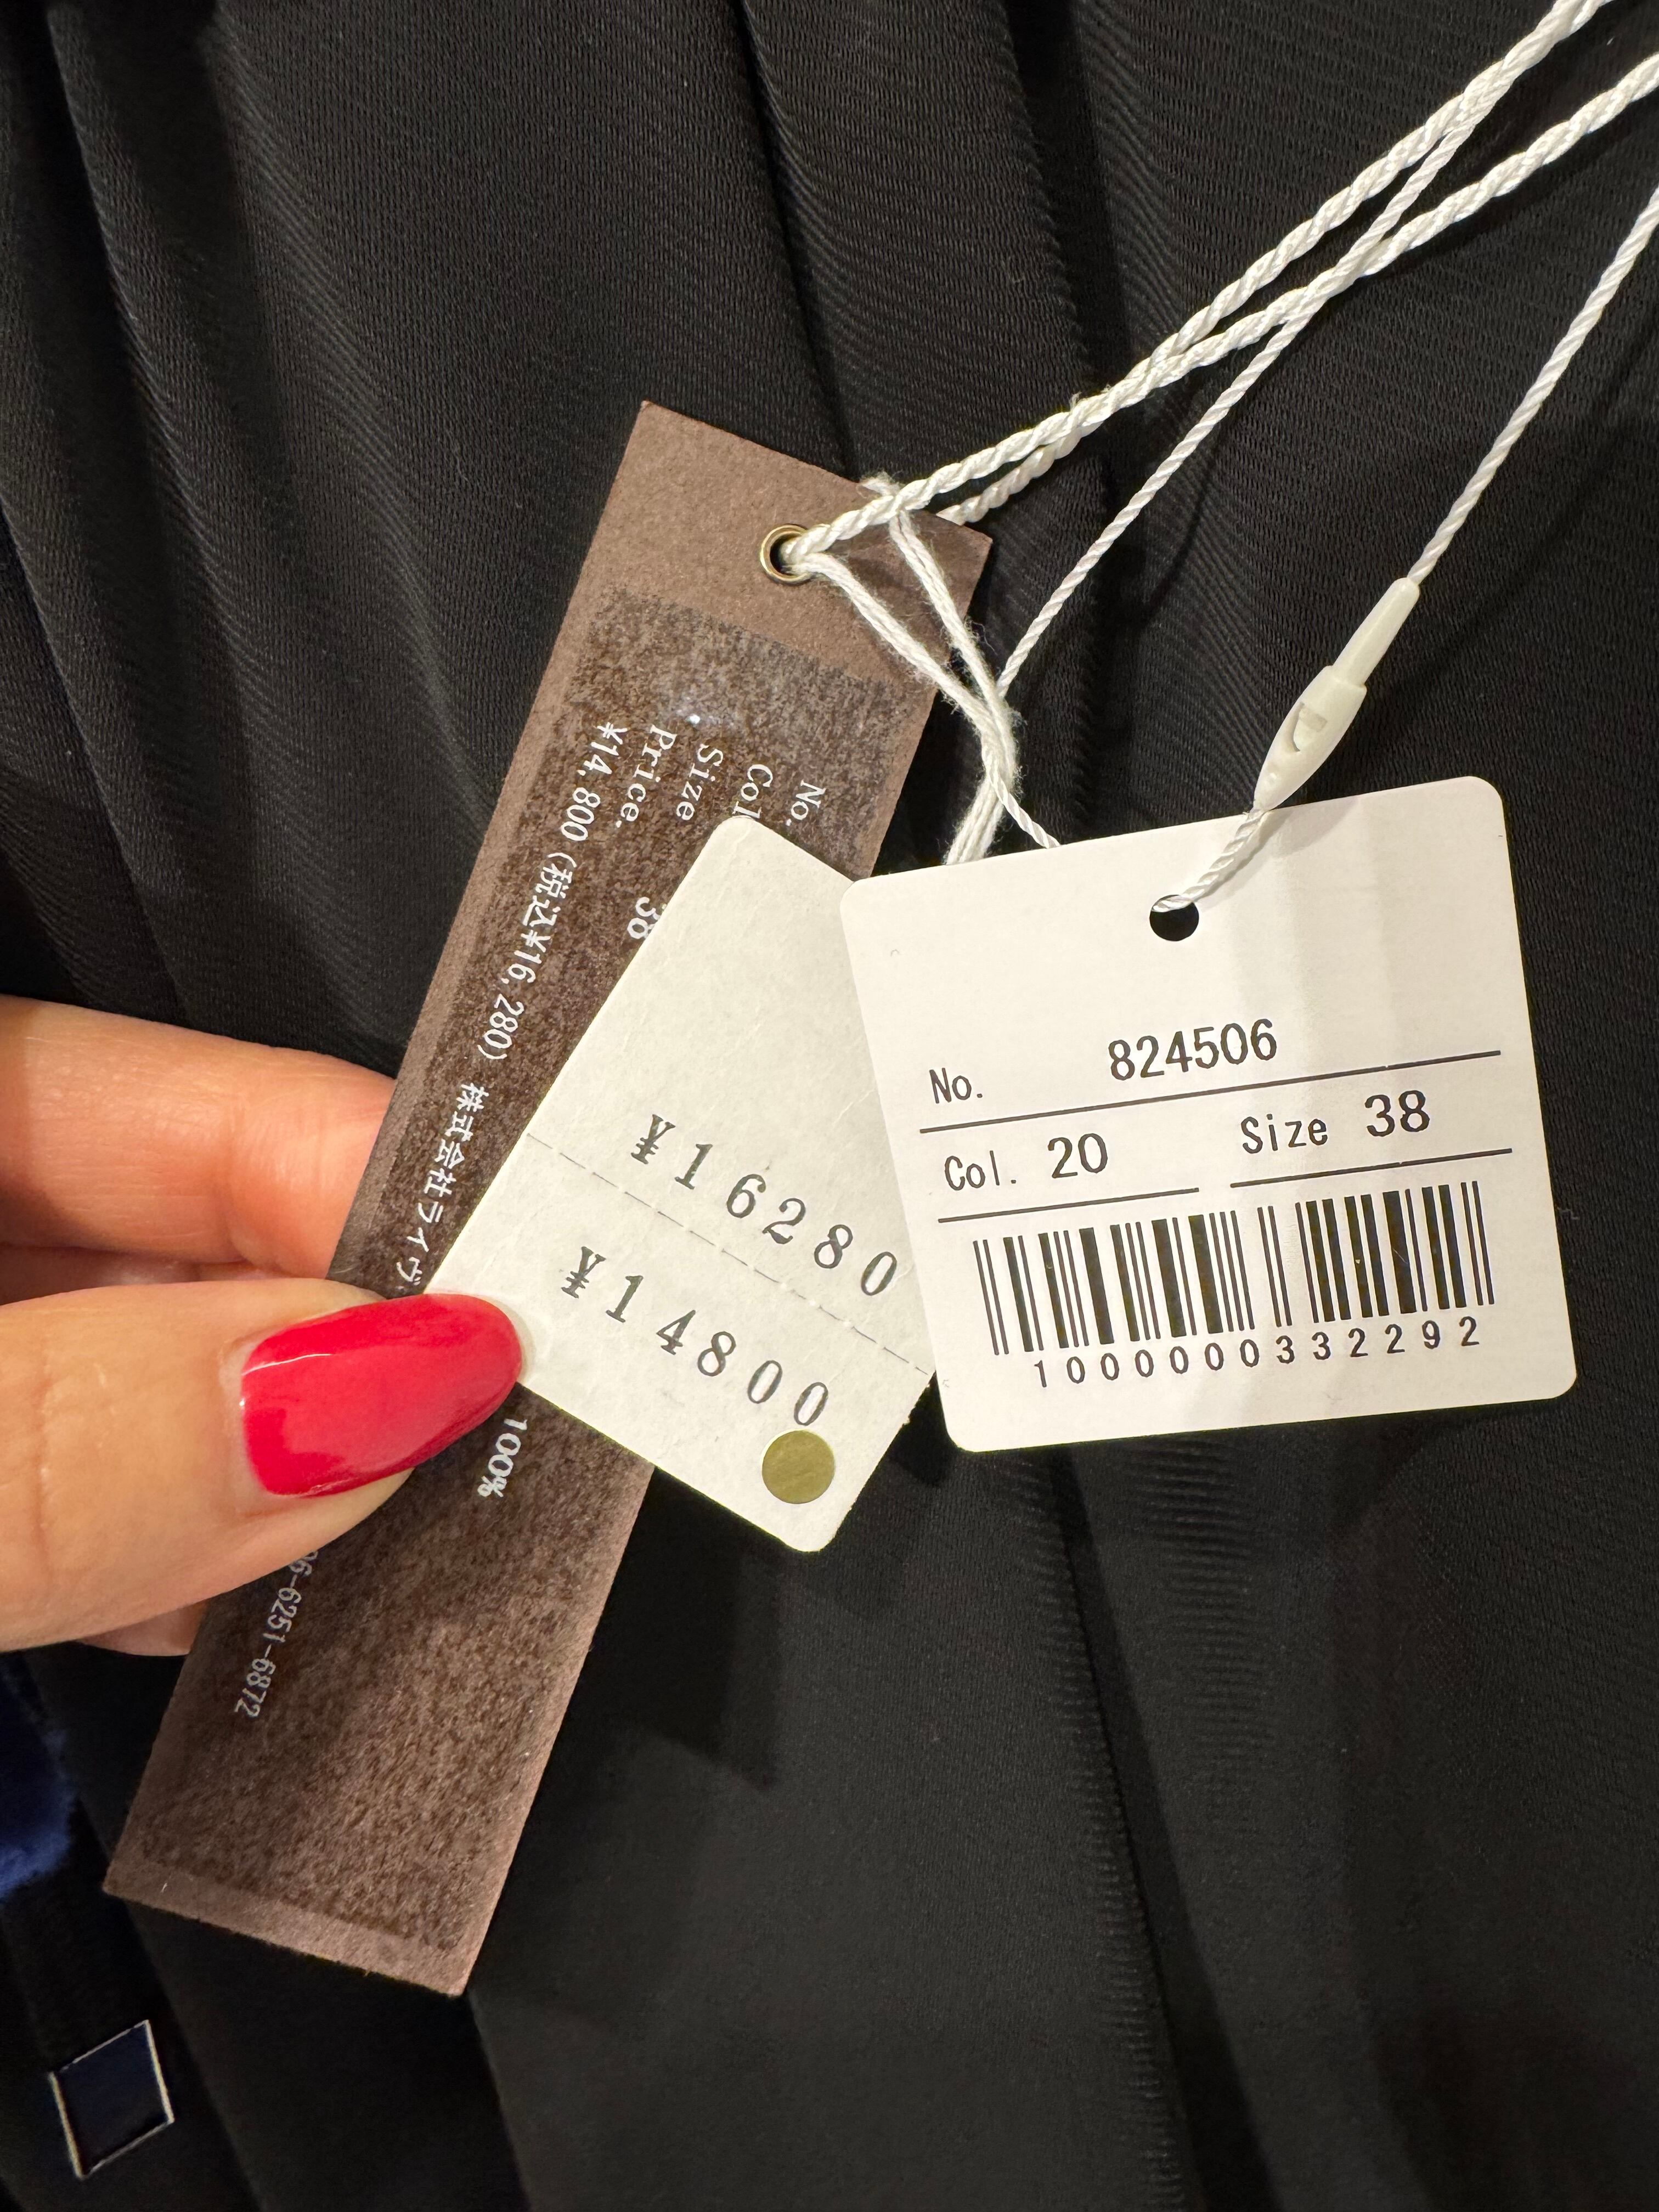 No.
Col
Size 38
Price.
¥14,800 (税込¥16,280)
株式会社ライヴ
100%
06-6251-6872
¥16280
¥14800
No. 824506
Col. 20 Size 38
1000000332292